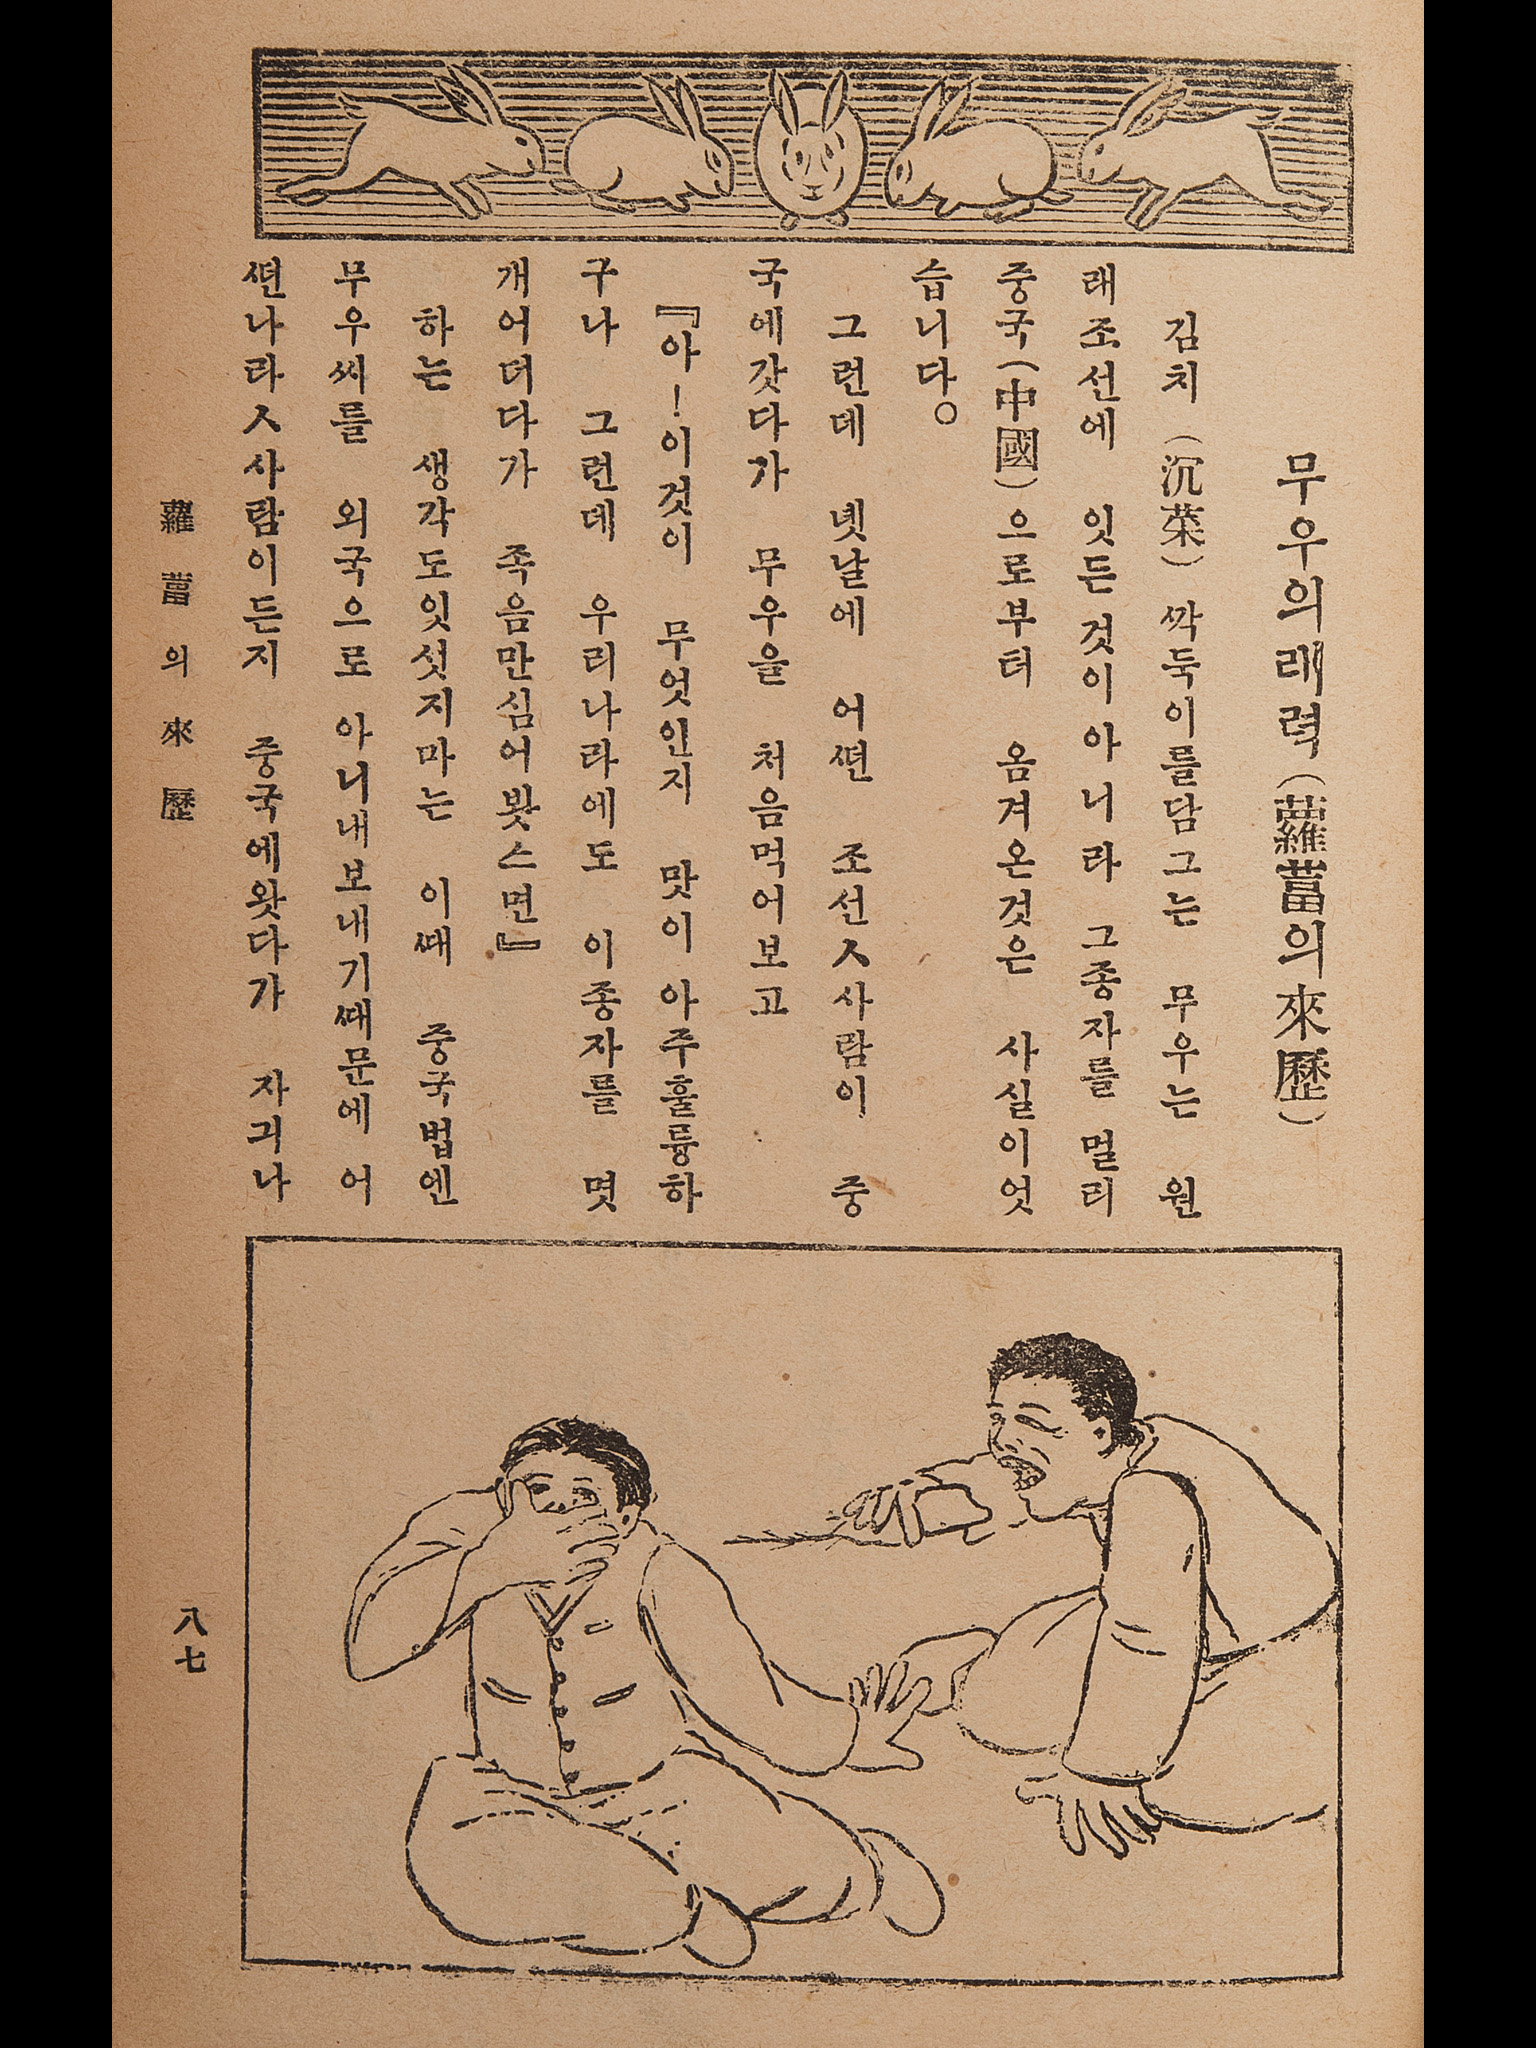 무우의래력(蘿葍의來歷)
김치(沉菜) 싹둑이를담그는 무우는 원
래조선에 잇든것이아니라 그종자를 멀리
중국(中國)으로부터 옴겨온것은 사실이엇
습니다。
그런데 녯날에 어떤 조선人사람이 중
국에갓다가 무우을 처음먹어보고
『아!이것이 무엇인지 맛이아주훌륭하
구나 그런데 우리나라에도 이종자를 몃
개어더다가 족음만심어봣스면』
하는 생각도잇섯지마는 이때 중국법엔
무우씨를 외국으로 아니내보내기때문에 어
떤나라人사람이든지 중국에왓다가 자긔나
蘿葍의來歷
八七